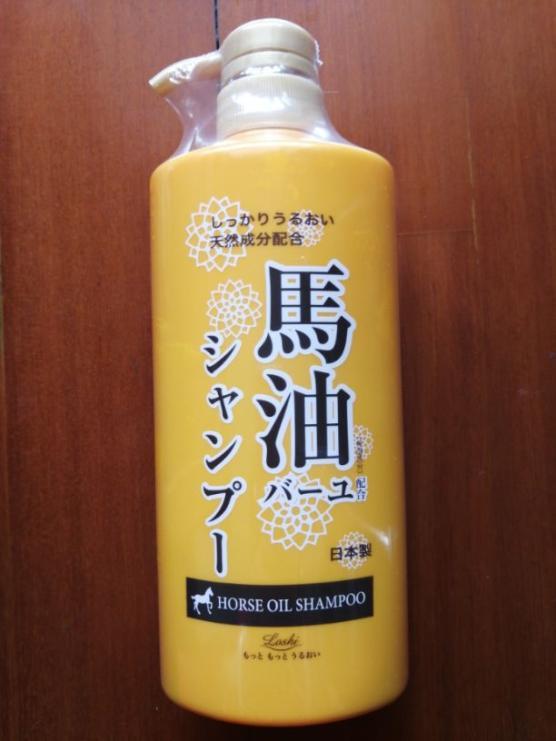 しっかりうるおい
天然成分配合
馬油
バーユ
配合
シャンプー
日本製
HORSE OIL SHAMPOO
Loshi
もっと もっと うるおい